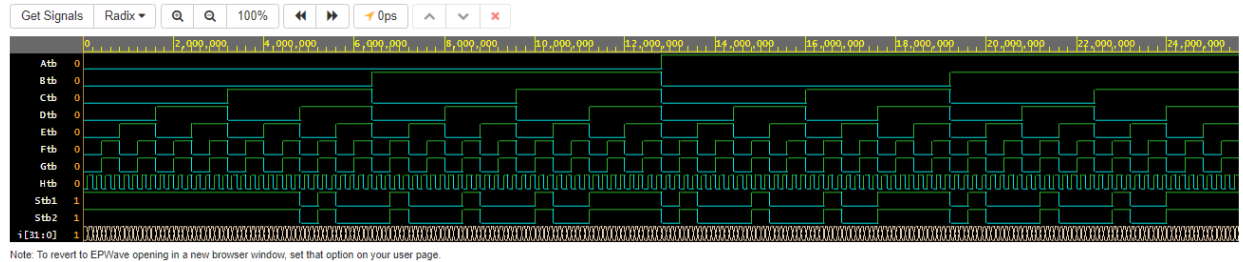 Get Signals Radix 100% 0ps
0 2,000,000 4,000,000 6,000,000 8,000,000 10,000,000 12,000,000 14,000,000 16,000,000 18,000,000 20,000,000 22,000,000 24,000,000
Atb 0
Btb 0
Ctb 0
Dtb 0
Etb 0
Ftb 0
Gtb 0
Htb 0
Stb1 1
Stb2 1
i[31:0] 1
Note: To revert to EPWave opening in a new browser window, set that option on your user page.